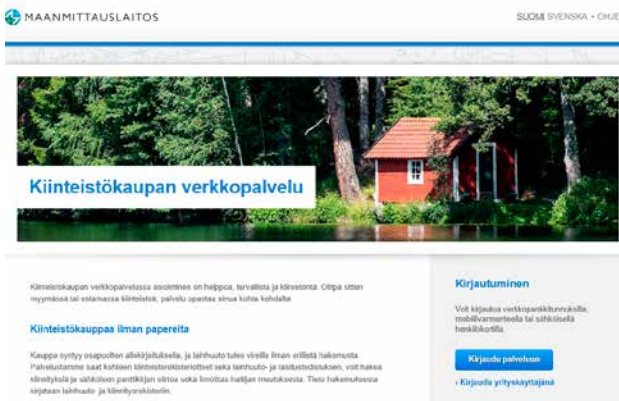 MAANMITTAUSLAITOS
SUOMI SVENSKA • OHJE
Kiinteistökaupan verkkopalvelu
Kiinteistökaupan verkkopalvelussa asioiminen on helppoa, turvallista ja kiireetöntä. Olitpa sitten
myymässä tai ostamassa kiinteistöä, palvelu opastaa sinua kohta kohdalta
Kiinteistökauppaa ilman papereita
Kauppa syntyy osapuolten allekirjoituksella, ja lainhuuto tulee vireille ilman erillistä hakemusta.
Palvelustamme saat kohteen kiinteistörekisteriotteet sekä lainhuuto- ja rasitustodistuksen, voit hakea
kiinnityksiä ja sähköisen panttikirjan siirtoa sekä ilmoittaa haltijan muutoksesta. Tieto hakemuksesta
kirjataan lainhuuto- ja kiinnitysrekisteriin.
Kirjautuminen
Voit kirjautua verkkopankkitunnuksilla,
mobiilivarmenteella tai sähköisellä
henkilökortilla.
Kirjaudu palveluun
› Kirjaudu yrityskäyttäjänä